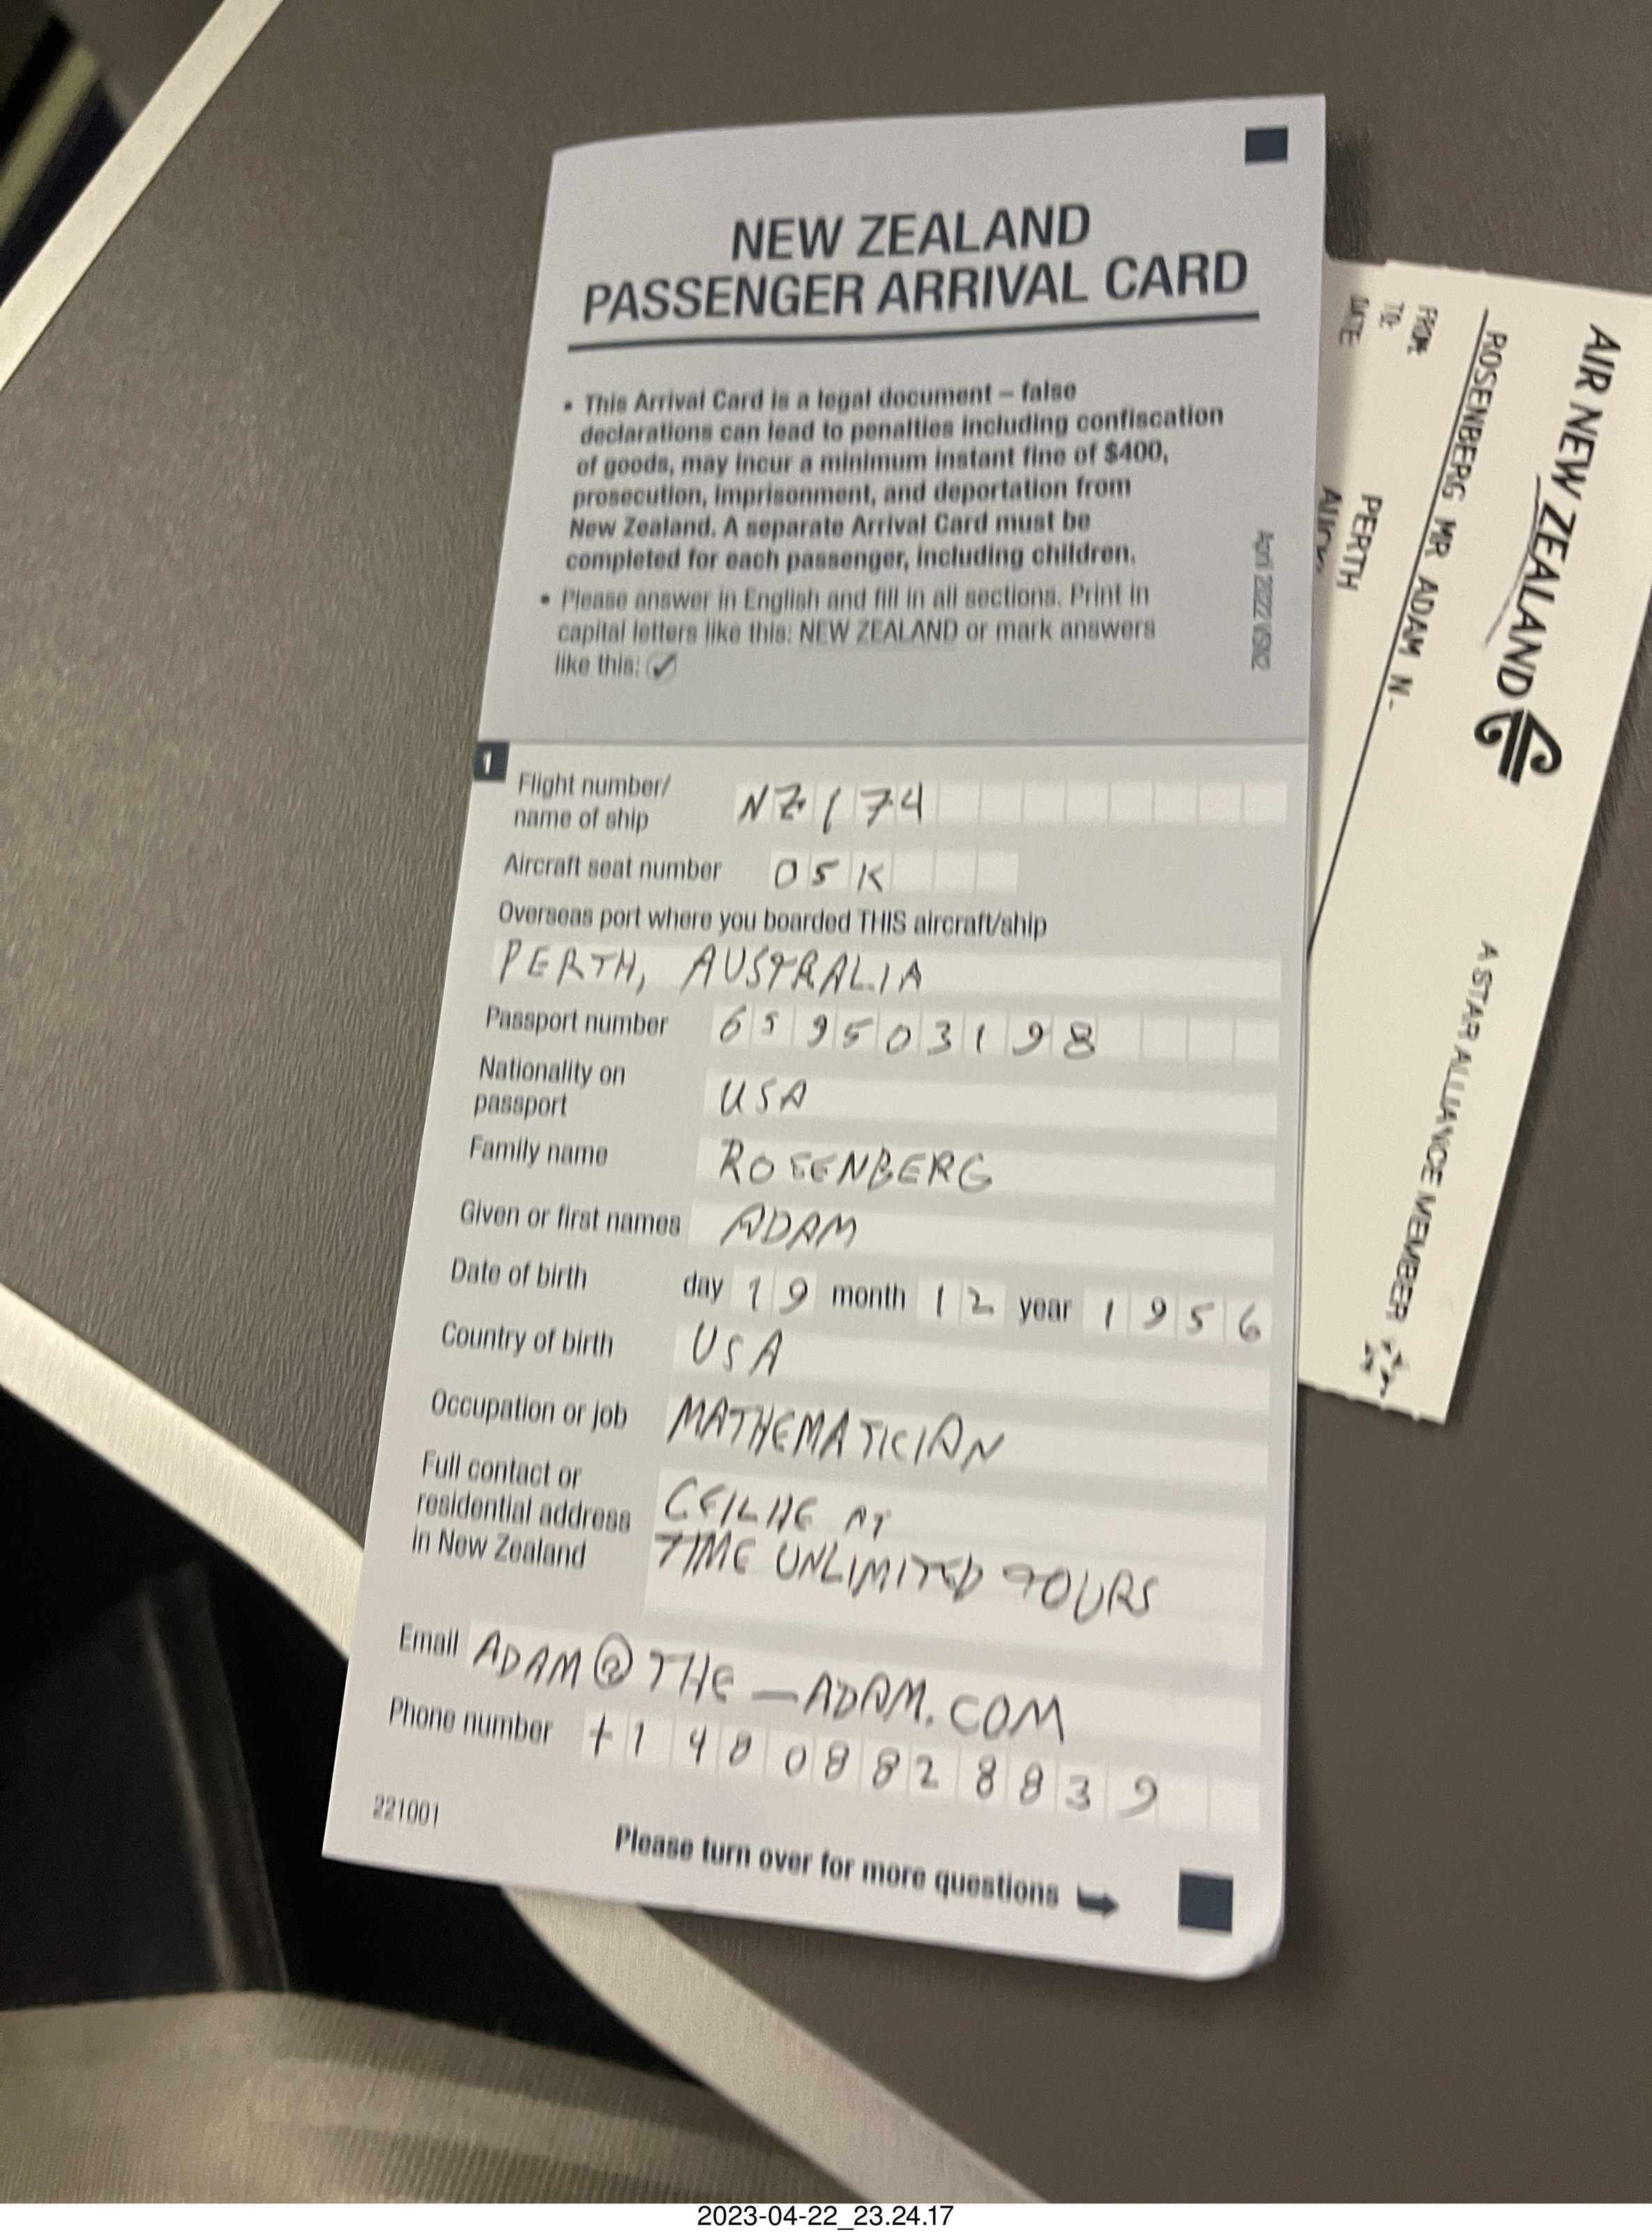 NEW ZEALAND
PASSENGER ARRIVAL CARD
• This Arrival Card is a legal document – false
declarations can lead to penalties including confiscation
of goods, may incur a minimum instant fine of $400,
prosecution, imprisonment, and deportation from
New Zealand. A separate Arrival Card must be
completed for each passenger, including children.
• Please answer in English and fill in all sections. Print in
capital letters like this: NEW ZEALAND or mark answers
like this: ✓
April 2022
1
Flight number/
name of ship NZ174
Aircraft seat number 05K
Overseas port where you boarded THIS aircraft/ship
PERTH, AUSTRALIA
Passport number 659503198
Nationality on
passport USA
Family name ROSENBERG
Given or first names ADAM
Date of birth day 19 month 12 year 1956
Country of birth USA
Occupation or job MATHEMATICIAN
Full contact or
residential address
in New Zealand
AT
TIME UNLIMITED TOURS
Email ADAM@THE—ADAM.COM
Phone number +1 480 882 8839
221001
Please turn over for more questions
AIR NEW ZEALAND
ROSENBERG MR ADAM N.
FROM:
TO:
DATE
PERTH
A STAR ALLIANCE MEMBER
2023-04-22_23.24.17